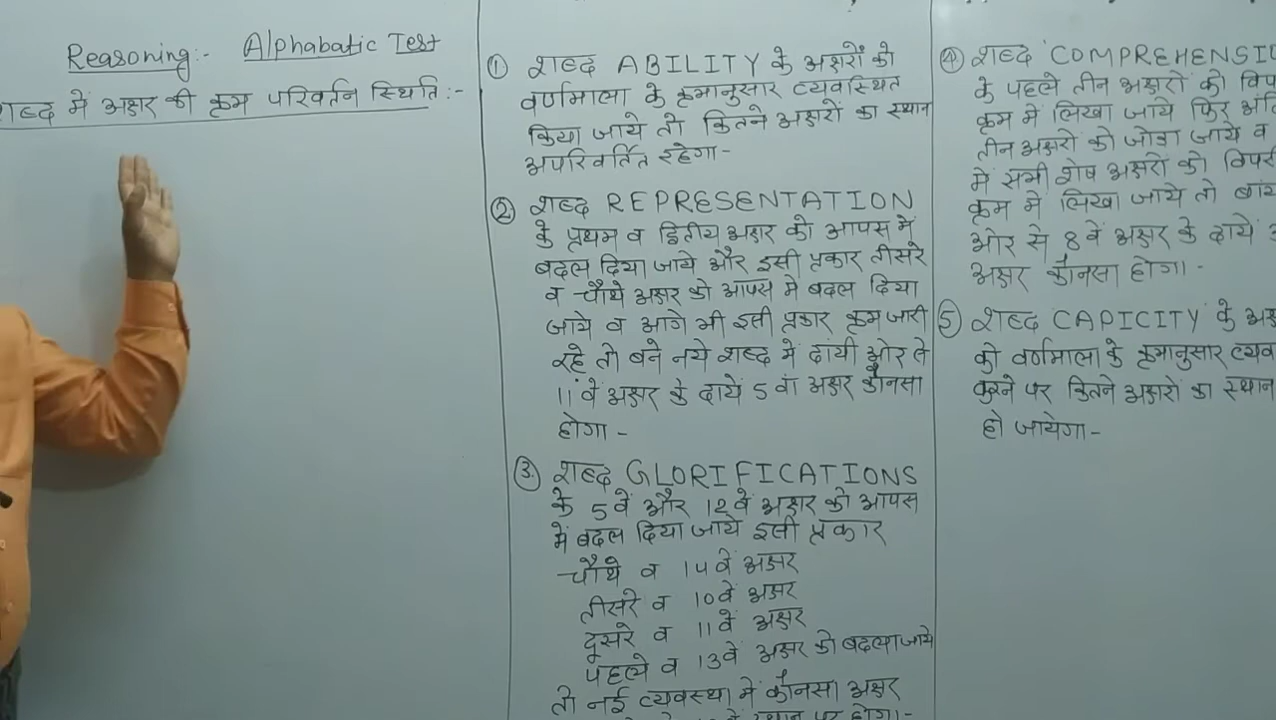 Reasoning:- Alphabatic Test
शब्द में अक्षर की क्रम परिवर्तन स्थिति:-
① शब्द ABILITY के अक्षरों को
वर्णमाला के क्रमानुसार व्यवस्थित
किया जाये तो कितने अक्षरों का स्थान
अपरिवर्तित रहेगा-
② शब्द REPRESENTATION
के प्रथम व द्वितीय अक्षर को आपस में
बदल दिया जाये और इसी प्रकार तीसरे
व चौथे अक्षर को आपस में बदल दिया
जाये व आगे भी इसी प्रकार क्रम जारी
रहे तो बने नये शब्द में दायी ओर से
11 वें अक्षर के दाये 5 वां अक्षर कौनसा
होगा-
③ शब्द GLORIFICATIONS
के 5 वें और 12 वें अक्षर को आपस
में बदल दिया जाये इसी प्रकार
चौथे व 14 वें अक्षर
तीसरे व 10 वें अक्षर
दूसरे व 11 वें अक्षर
पहले व 13 वें अक्षर को बदला जाये
तो नई व्यवस्था में कौनसा अक्षर
स्थान पर होगा-
④ शब्द COMPREHENSIO
के पहले तीन अक्षरों को विप
क्रम में लिखा जाये फिर
तीन अक्षरो को जोडा जाये व
में सभी शेष अक्षरो को विपरी
क्रम में लिखा जाये तो बांय
ओर से 8 वें अक्षर के दाये
अक्षर कौनसा होगा-
⑤ शब्द CAPICITY के अक्ष
को वर्णमाला के क्रमानुसार व्यव
करने पर कितने अक्षरों का स्थान
हो जायेगा-